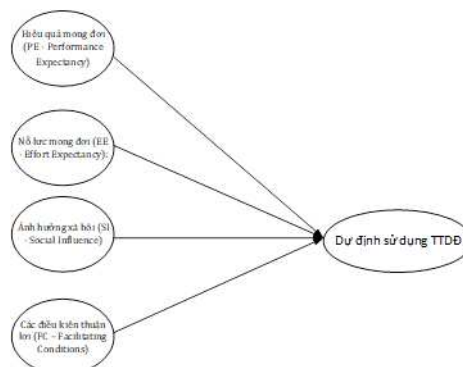 Hiệu quả mong đợi
(PE - Performance
Expectancy)
Nỗ lực mong đợi (EE
- Effort Expectancy):
Ảnh hưởng xã hội (SI
- Social Influence)
Dự định sử dụng TTDĐ
Các điều kiện thuận
lợi (FC – Facilitating
Conditions)